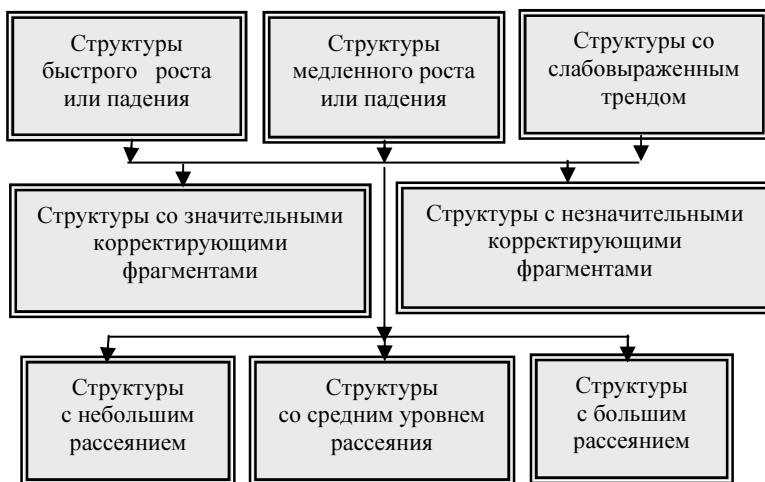 Структуры
быстрого роста
или падения
Структуры
медленного роста
или падения
Структуры со
слабовыраженным
трендом
Структуры со значительными
корректирующими
фрагментами
Структуры с незначительными
корректирующими
фрагментами
Структуры
с небольшим
рассеянием
Структуры
со средним уровнем
рассеяния
Структуры
с большим
рассеянием